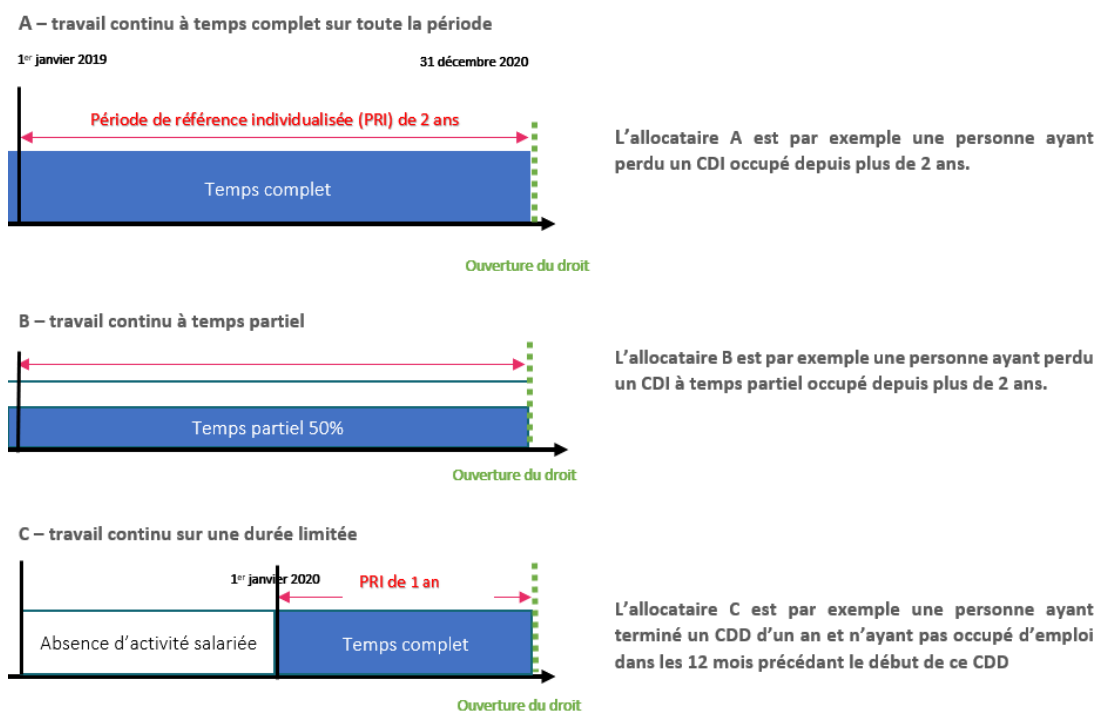 A – travail continu à temps complet sur toute la période
1er janvier 2019
31 décembre 2020
Période de référence individualisée (PRI) de 2 ans
Temps complet
Ouverture du droit
L’allocataire A est par exemple une personne ayant
perdu un CDI occupé depuis plus de 2 ans.
B – travail continu à temps partiel
Temps partiel 50%
Ouverture du droit
L’allocataire B est par exemple une personne ayant perdu
un CDI à temps partiel occupé depuis plus de 2 ans.
C – travail continu sur une durée limitée
1er janvier 2020
PRI de 1 an
Absence d’activité salariée
Temps complet
Ouverture du droit
L’allocataire C est par exemple une personne ayant
terminé un CDD d’un an et n’ayant pas occupé d’emploi
dans les 12 mois précédant le début de ce CDD